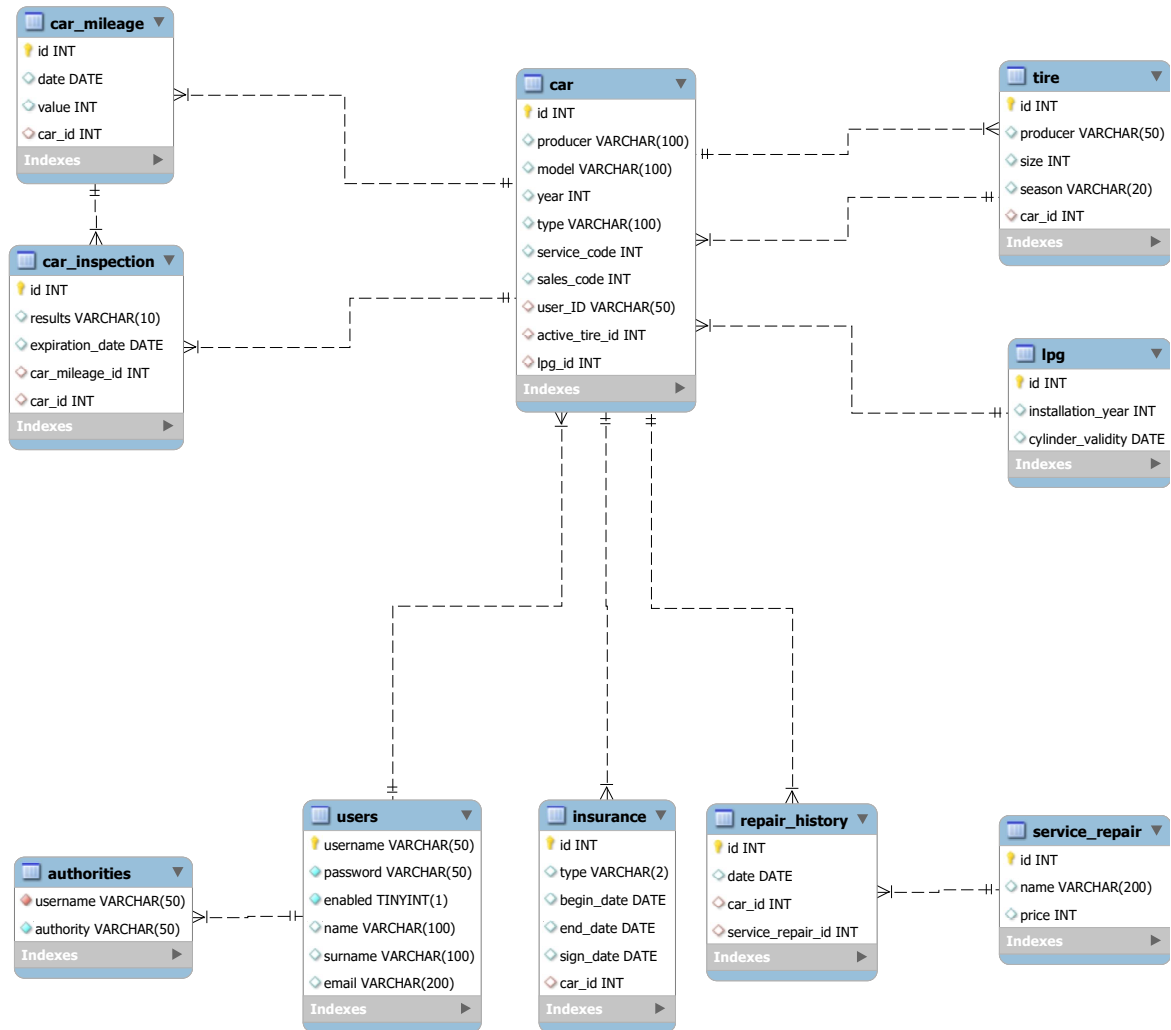 car_mileage
id INT
date DATE
value INT
car_id INT
Indexes
car
id INT
producer VARCHAR(100)
model VARCHAR(100)
year INT
type VARCHAR(100)
service_code INT
sales_code INT
user_ID VARCHAR(50)
active_tire_id INT
lpg_id INT
Indexes
tire
id INT
producer VARCHAR(50)
size INT
season VARCHAR(20)
car_id INT
Indexes
car_inspection
id INT
results VARCHAR(10)
expiration_date DATE
car_mileage_id INT
car_id INT
Indexes
lpg
id INT
installation_year INT
cylinder_validity DATE
Indexes
authorities
username VARCHAR(50)
authority VARCHAR(50)
Indexes
users
username VARCHAR(50)
password VARCHAR(50)
enabled TINYINT(1)
name VARCHAR(100)
surname VARCHAR(100)
email VARCHAR(200)
Indexes
insurance
id INT
type VARCHAR(2)
begin_date DATE
end_date DATE
sign_date DATE
car_id INT
Indexes
repair_history
id INT
date DATE
car_id INT
service_repair_id INT
Indexes
service_repair
id INT
name VARCHAR(200)
price INT
Indexes